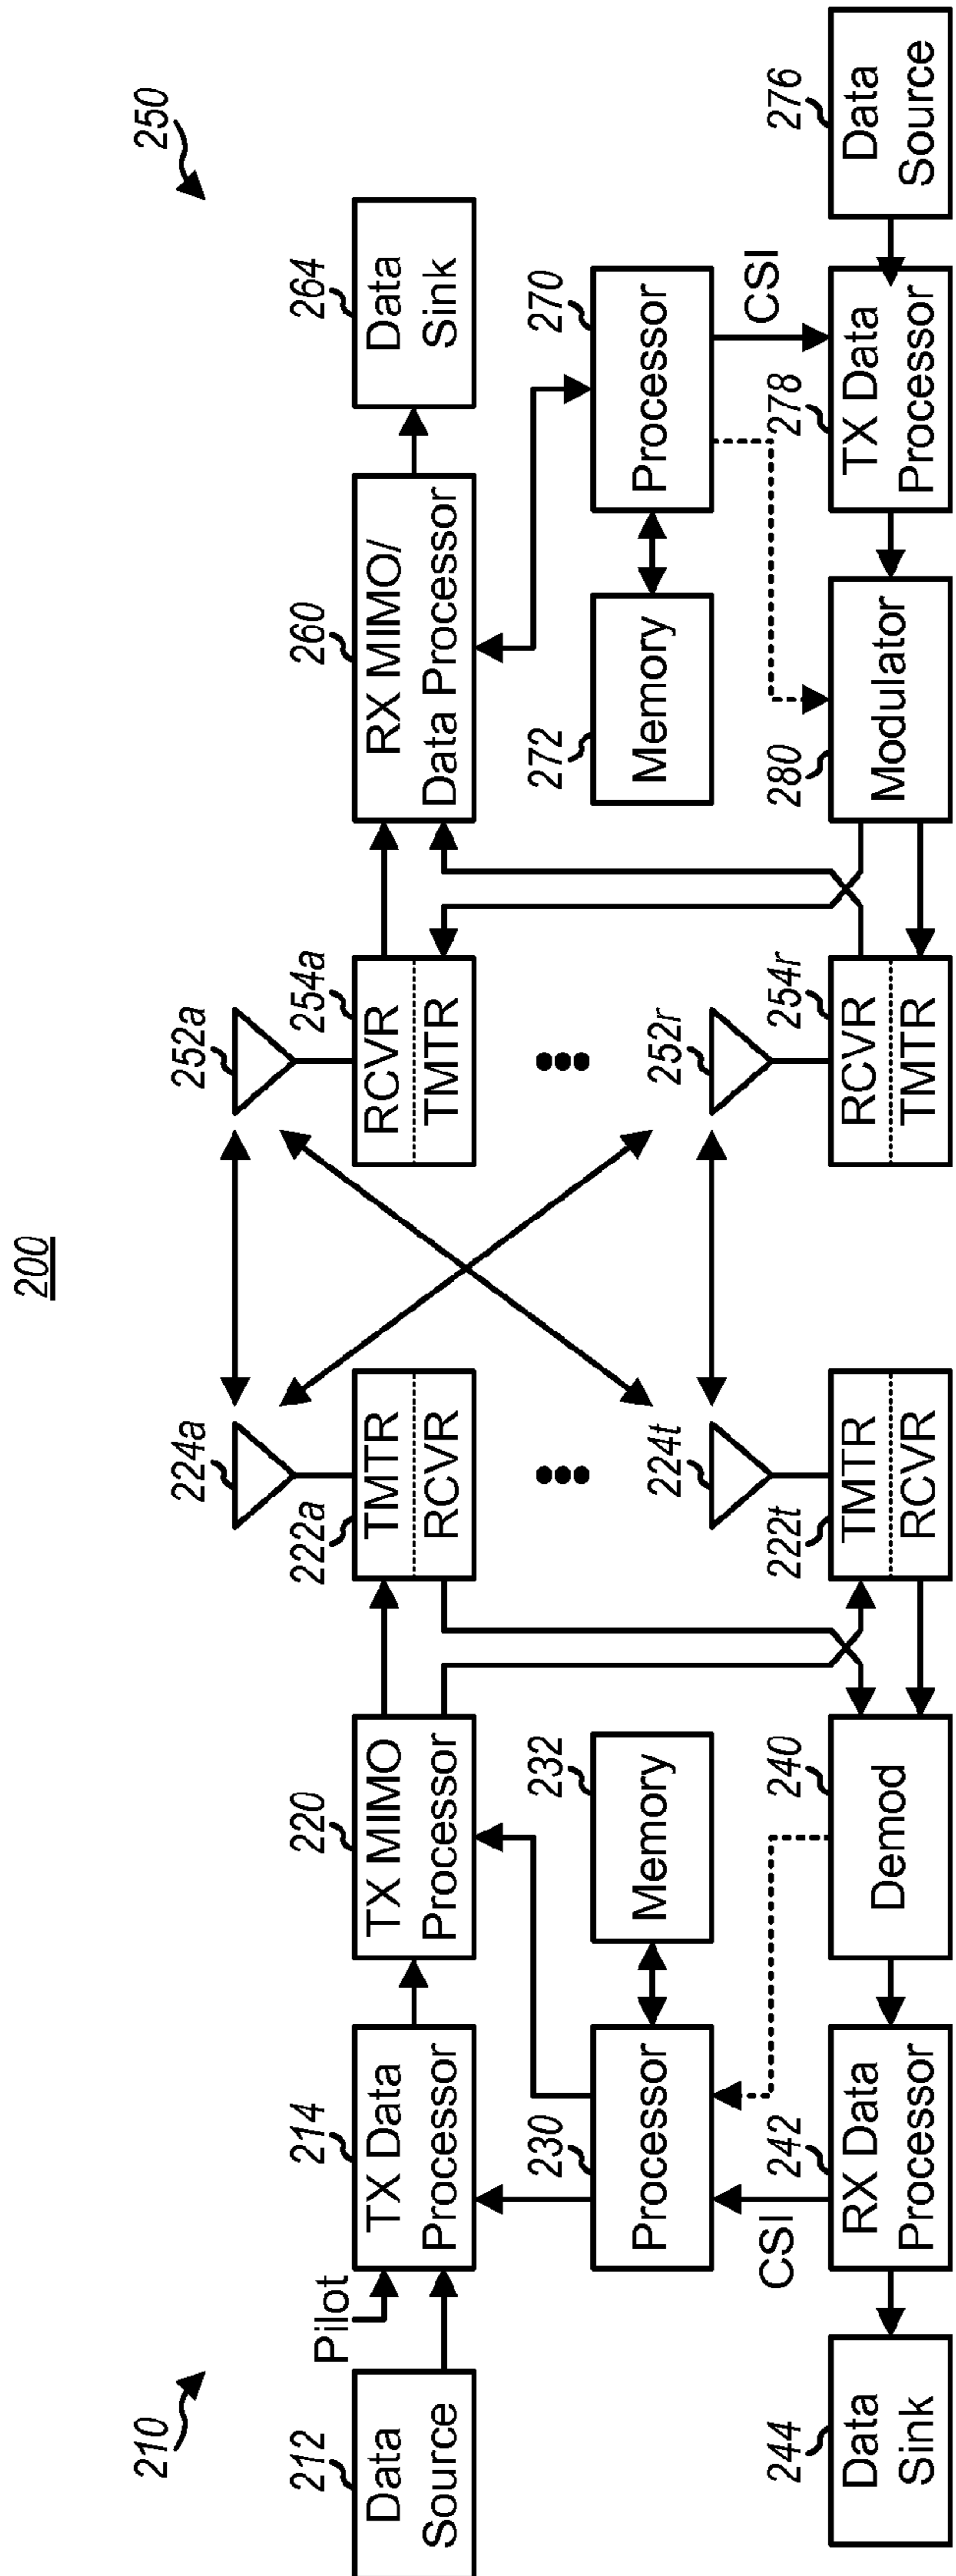 200
210
250
212
Data
Source
Pilot
214
TX Data
Processor
220
TX MIMO
Processor
224a
222a
TMTR
RCVR
252a
254a
RCVR
TMTR
260
RX MIMO/
Data Processor
264
Data
Sink
230
Processor
232
Memory
272
Memory
270
Processor
CSI
CSI
244
Data
Sink
242
RX Data
Processor
240
Demod
224t
222t
TMTR
RCVR
252r
254r
RCVR
TMTR
280
Modulator
278
TX Data
Processor
276
Data
Source